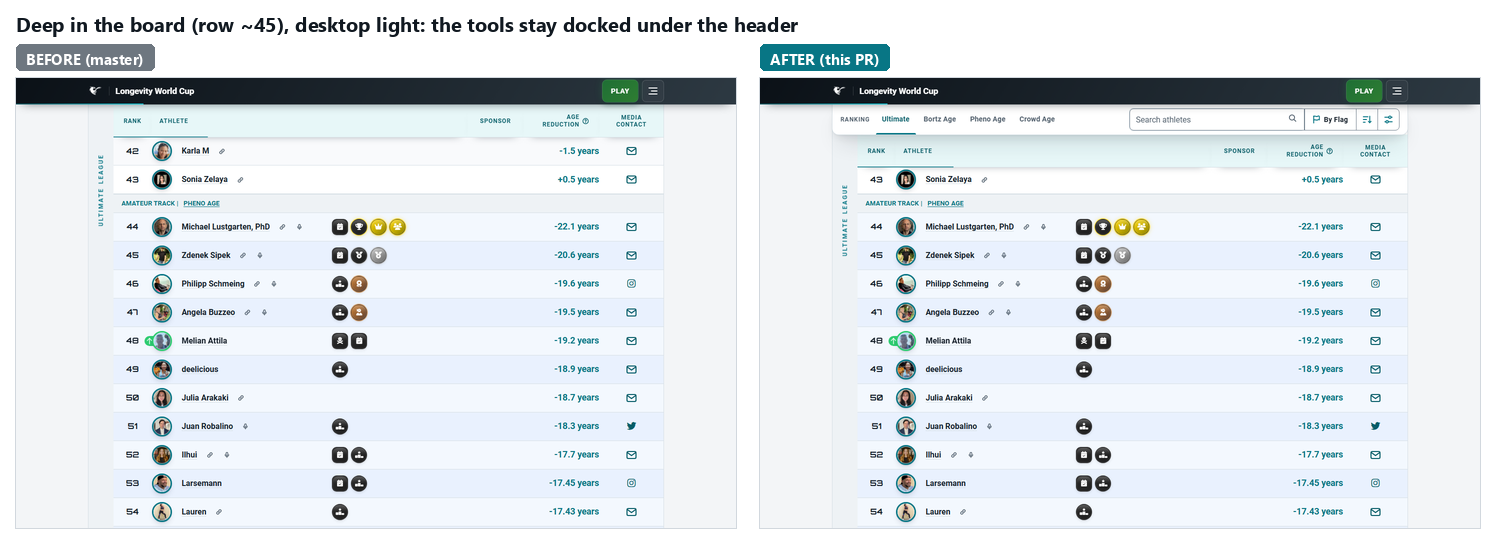 Deep in the board (row ~45), desktop light: the tools stay docked under the header
BEFORE (master)
Longevity World Cup
PLAY
RANK ATHLETE SPONSOR AGE REDUCTION MEDIA CONTACT
ULTIMATE LEAGUE
42 Karla M -1.5 years
43 Sonia Zelaya +0.5 years
AMATEUR TRACK | PHENO AGE
44 Michael Lustgarten, PhD -22.1 years
45 Zdenek Sipek -20.6 years
46 Philipp Schmeing -19.6 years
47 Angela Buzzeo -19.5 years
48 Melian Attila -19.2 years
49 deelicious -18.9 years
50 Julia Arakaki -18.7 years
51 Juan Robalino -18.3 years
52 Ilhui -17.7 years
53 Larsemann -17.45 years
54 Lauren -17.43 years
AFTER (this PR)
Longevity World Cup
PLAY
RANKING Ultimate Bortz Age Pheno Age Crowd Age Search athletes By Flag
RANK ATHLETE SPONSOR AGE REDUCTION MEDIA CONTACT
ULTIMATE LEAGUE
43 Sonia Zelaya +0.5 years
AMATEUR TRACK | PHENO AGE
44 Michael Lustgarten, PhD -22.1 years
45 Zdenek Sipek -20.6 years
46 Philipp Schmeing -19.6 years
47 Angela Buzzeo -19.5 years
48 Melian Attila -19.2 years
49 deelicious -18.9 years
50 Julia Arakaki -18.7 years
51 Juan Robalino -18.3 years
52 Ilhui -17.7 years
53 Larsemann -17.45 years
54 Lauren -17.43 years